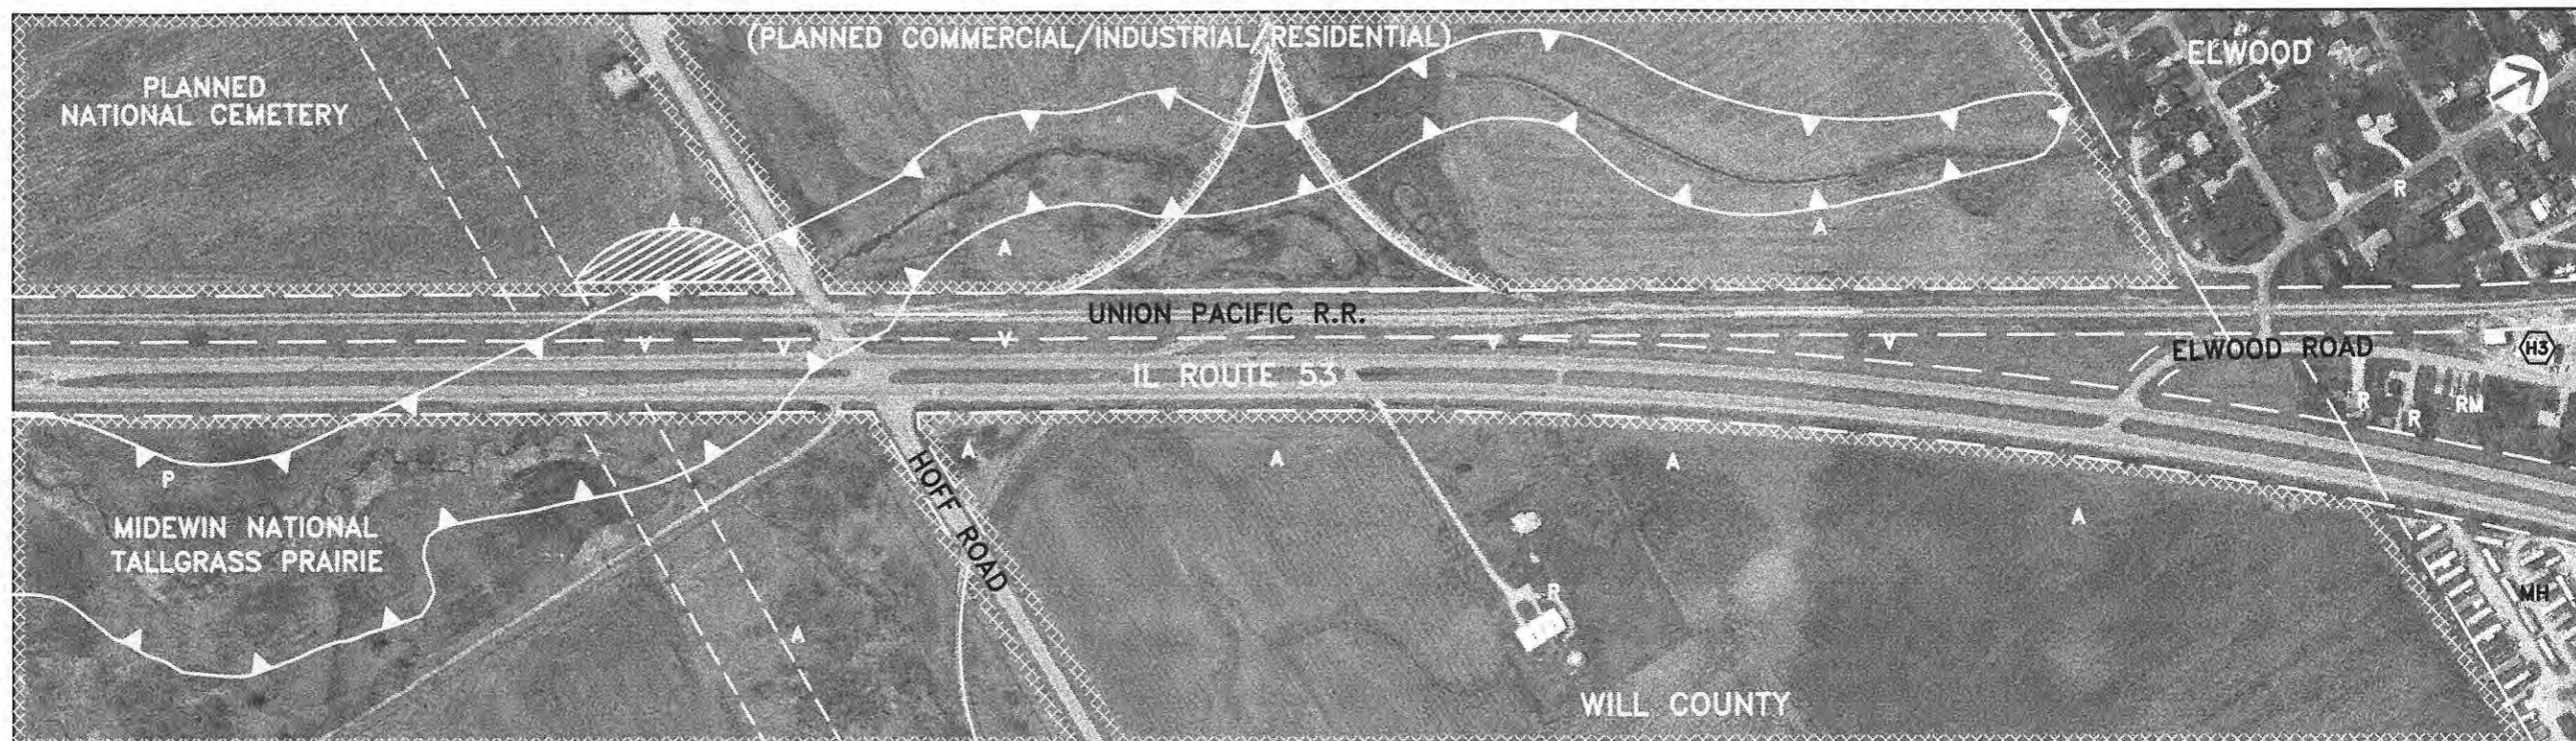 (PLANNED COMMERCIAL/INDUSTRIAL/RESIDENTIAL)
ELWOOD
PLANNED
NATIONAL CEMETERY
R
A
A
A
UNION PACIFIC R.R.
V
V
V
V
V
ELWOOD ROAD
H3
IL ROUTE 53
R
R
RM
A
A
A
P
HOFF ROAD
A
MIDEWIN NATIONAL
TALLGRASS PRAIRIE
R
MH
A
WILL COUNTY